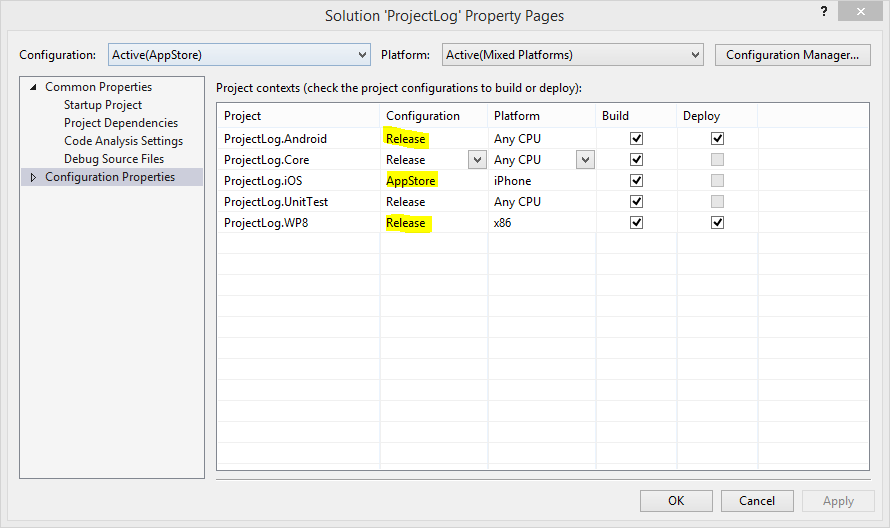 Solution 'ProjectLog' Property Pages
?
Configuration: Active(AppStore) Platform: Active(Mixed Platforms) Configuration Manager...
Common Properties
Startup Project
Project Dependencies
Code Analysis Settings
Debug Source Files
Configuration Properties
Project contexts (check the project configurations to build or deploy):
Project Configuration Platform Build Deploy
ProjectLog.Android Release Any CPU
ProjectLog.Core Release Any CPU
ProjectLog.iOS AppStore iPhone
ProjectLog.UnitTest Release Any CPU
ProjectLog.WP8 Release x86
OK Cancel Apply